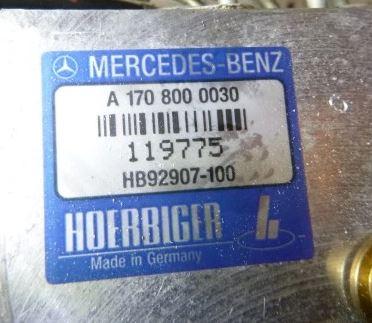 MERCEDES-BENZ
A 170 800 0030
119775
HB92907-100
HOERBIGER
Made in Germany